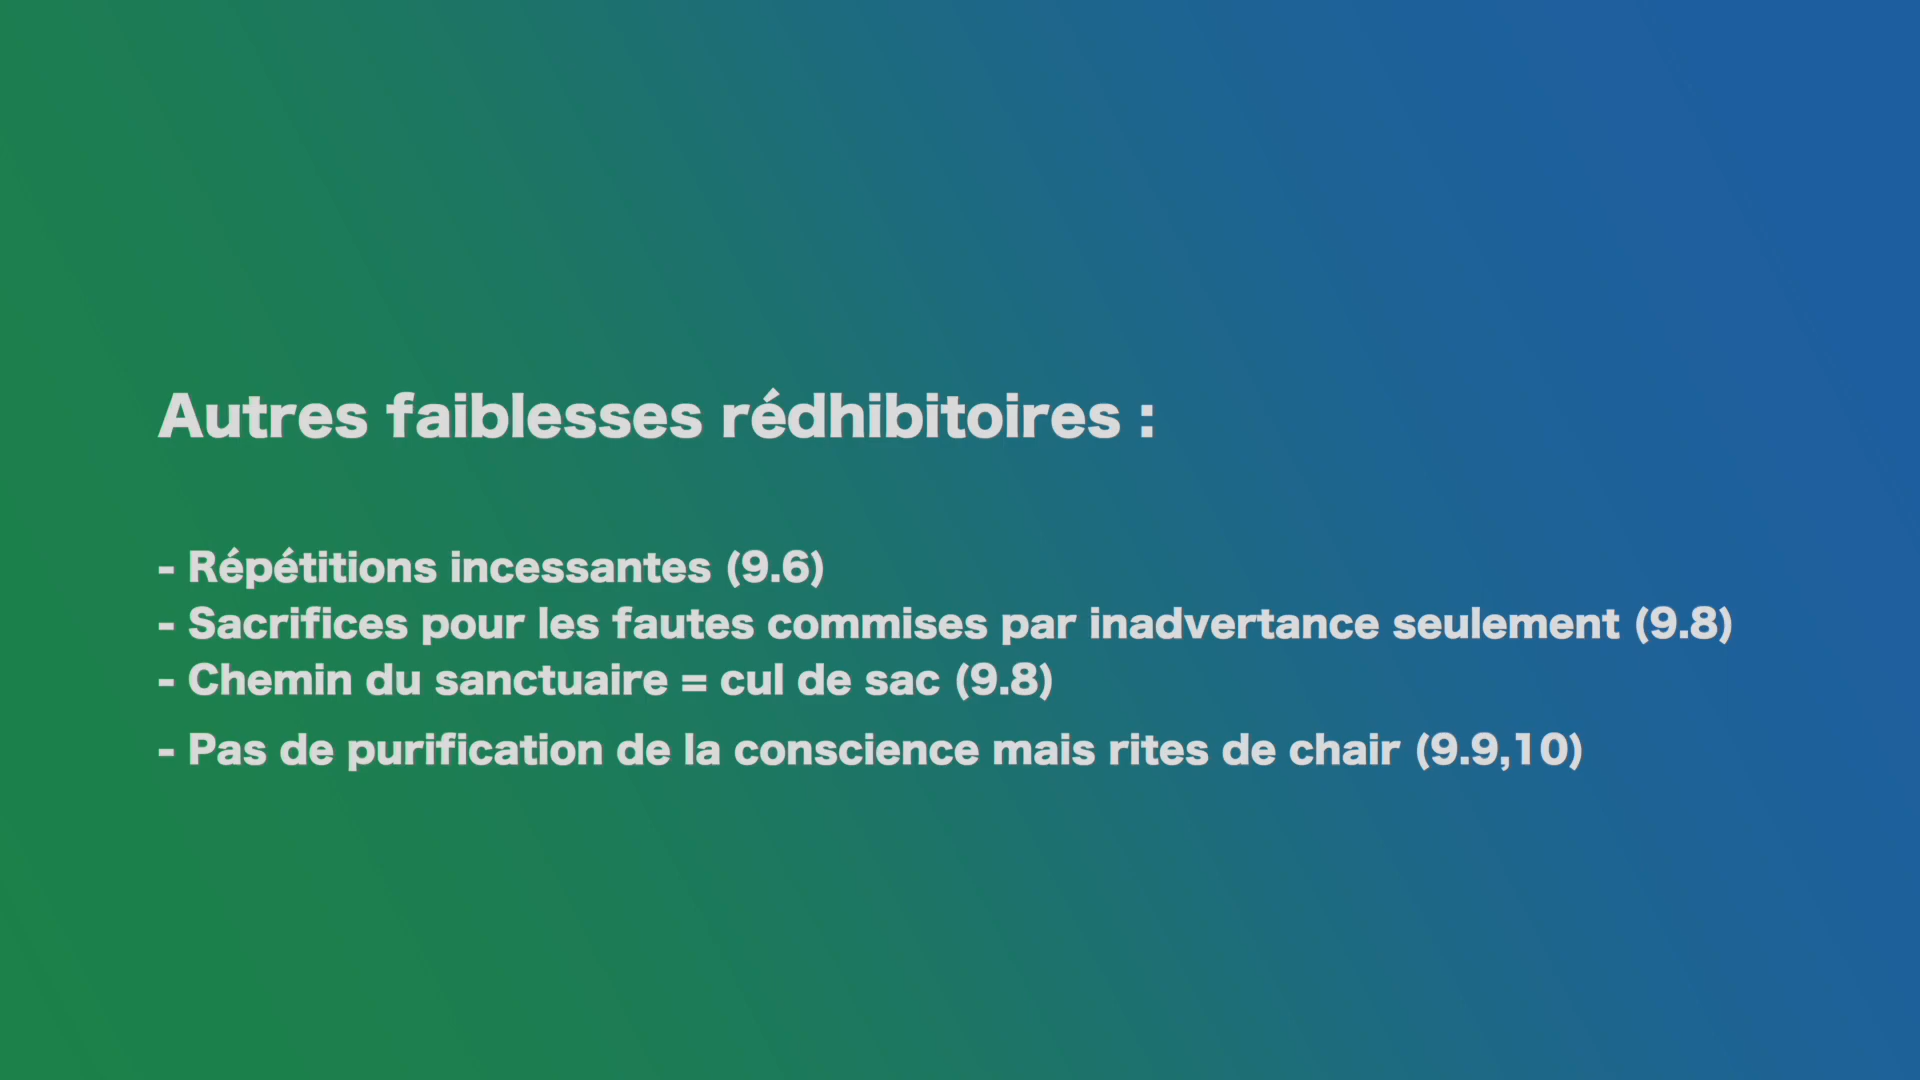 Autres faiblesses rédhibitoires :
- Répétitions incessantes (9.6)
- Sacrifices pour les fautes commises par inadvertance seulement (9.8)
- Chemin du sanctuaire = cul de sac (9.8)
- Pas de purification de la conscience mais rites de chair (9.9,10)